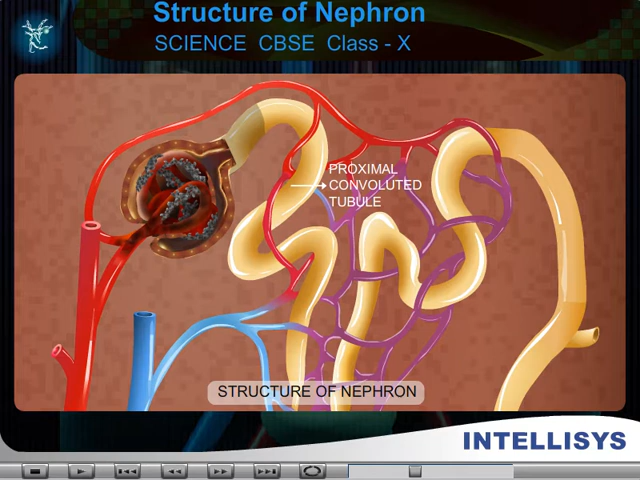 Structure of Nephron
SCIENCE CBSE Class - X
PROXIMAL
CONVOLUTED
TUBULE
STRUCTURE OF NEPHRON
INTELLISYS